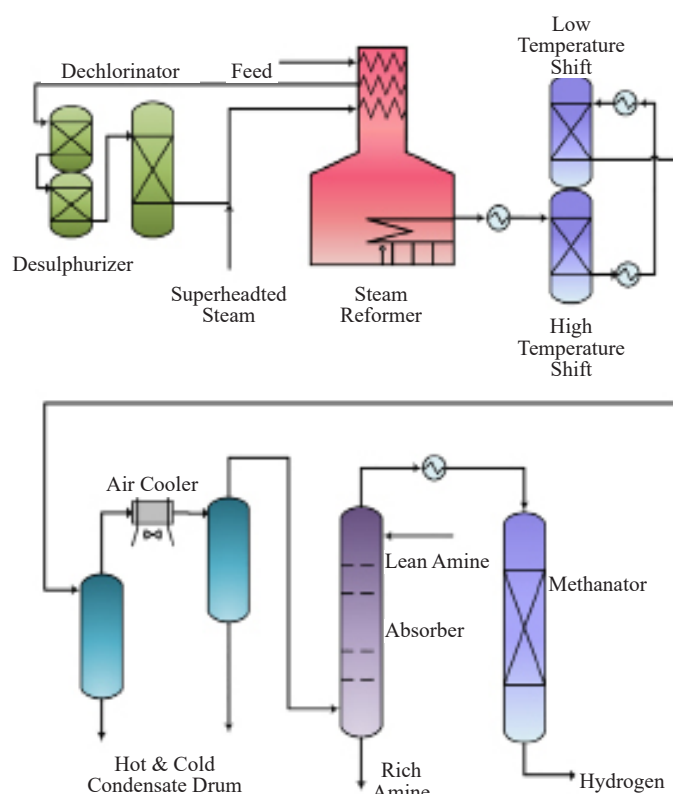 Low
Temperature
Shift
Dechlorinator
Feed
Desulphurizer
Superheadted
Steam
Steam
Reformer
High
Temperature
Shift
Air Cooler
Lean Amine
Methanator
Absorber
Hot & Cold
Condensate Drum
Rich
Amine
Hydrogen